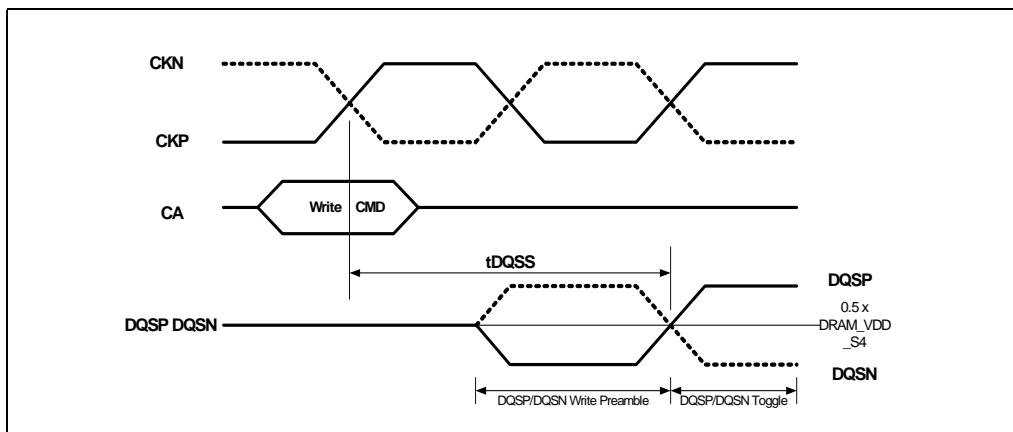 CKN
CKP
CA
Write CMD
tDQSS
DQSP
DQSP DQSN
0.5 x
DRAM_VDD
_S4
DQSN
DQSP/DQSN Write Preamble
DQSP/DQSN Toggle